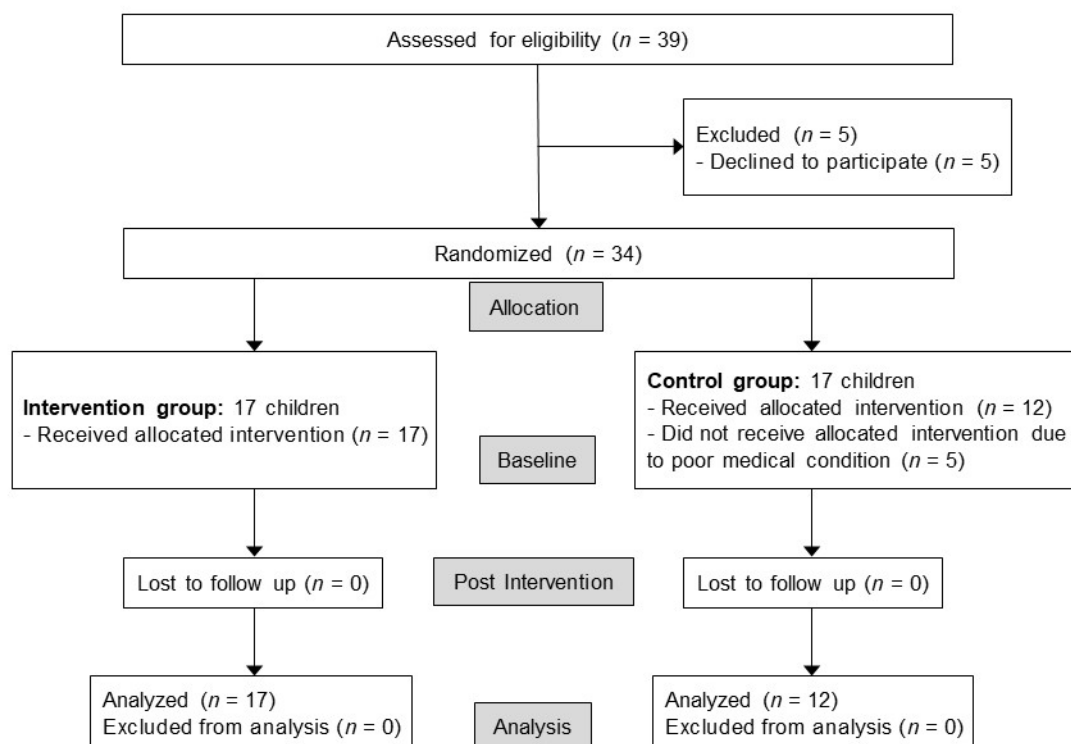 Assessed for eligibility (n = 39)
Excluded (n = 5)
- Declined to participate (n = 5)
Randomized (n = 34)
Allocation
Intervention group: 17 children
- Received allocated intervention (n = 17)
Control group: 17 children
- Received allocated intervention (n = 12)
- Did not receive allocated intervention due
to poor medical condition (n = 5)
Baseline
Lost to follow up (n = 0)
Post Intervention
Lost to follow up (n = 0)
Analyzed (n = 17)
Excluded from analysis (n = 0)
Analysis
Analyzed (n = 12)
Excluded from analysis (n = 0)